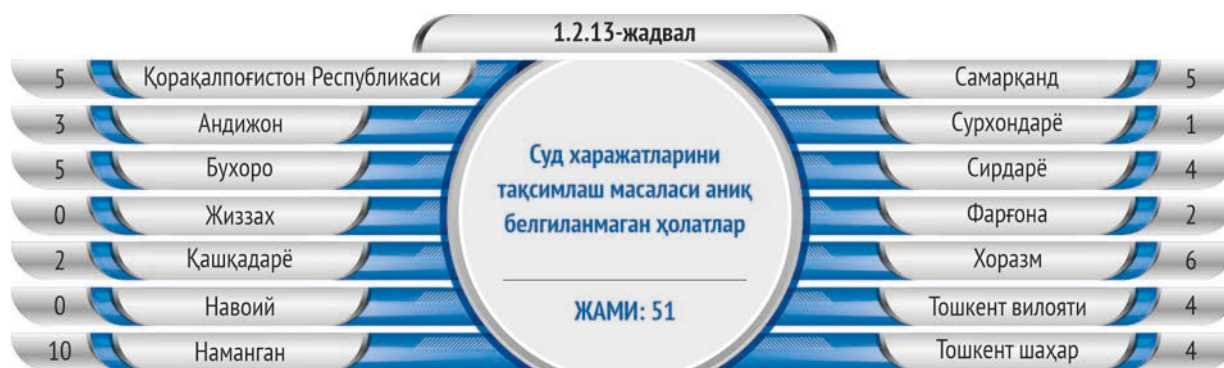 1.2.13-жадвал
5 Қорақалпоғистон Республикаси
3 Андижон
5 Бухоро
0 Жиззах
2 Қашқадарё
0 Навоий
10 Наманган
Суд харажатларини
тақсимлаш масаласи аниқ
белгиланмаган ҳолатлар
ЖАМИ: 51
Самарқанд 5
Сурхондарё 1
Сирдарё 4
Фарғона 2
Хоразм 6
Тошкент вилояти 4
Тошкент шаҳар 4